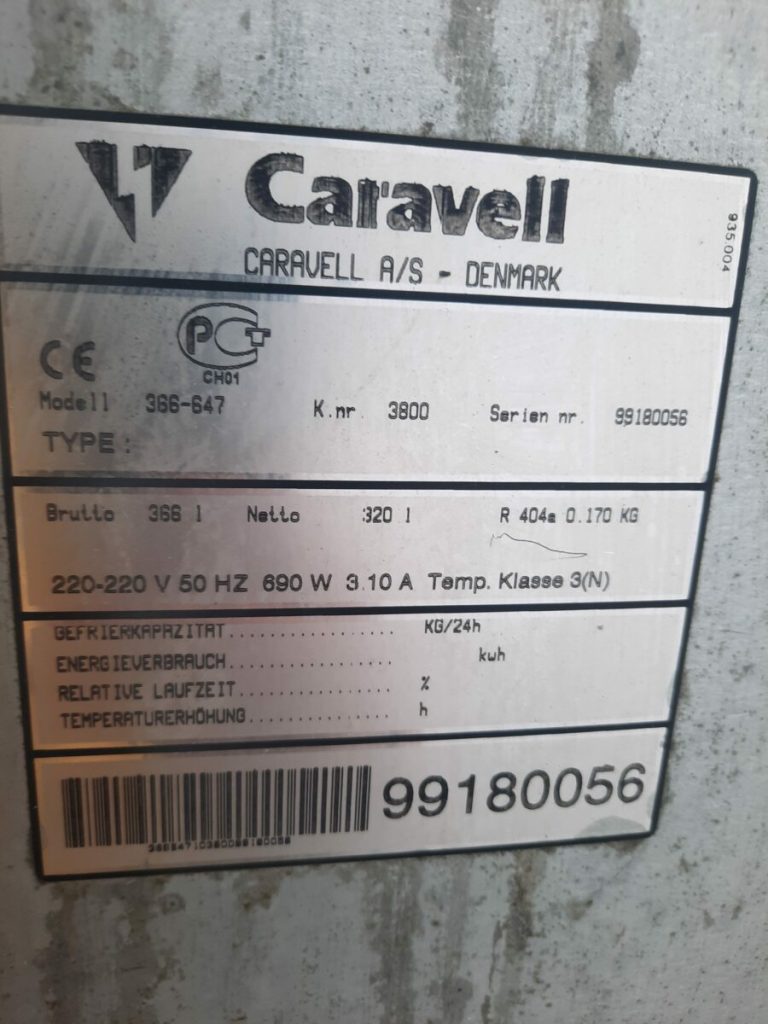 Caravell
CARAVELL A/S - DENMARK
935.004
CE
PCT
CH01
Modell 366-647 K.nr 3800 Serien nr. 99180056
TYPE:
Brutto 366 l Netto 320 l R 404a 0.170 KG
220-220 V 50 HZ 690 W 3.10 A Temp. Klasse 3(N)
GEFRIERKAPAZITAT................. KG/24h
ENERGIEVERBRAUCH................. kwh
RELATIVE LAUFZEIT................ %
TEMPERATURERHÖHUNG............... h
99180056